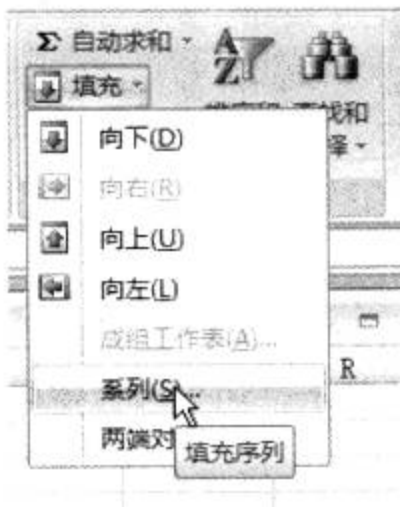 Σ 自动求和
填充
向下(D)
向右(R)
向上(U)
向左(L)
成组工作表(A)...
系列(S)...
两端对
填充序列
R